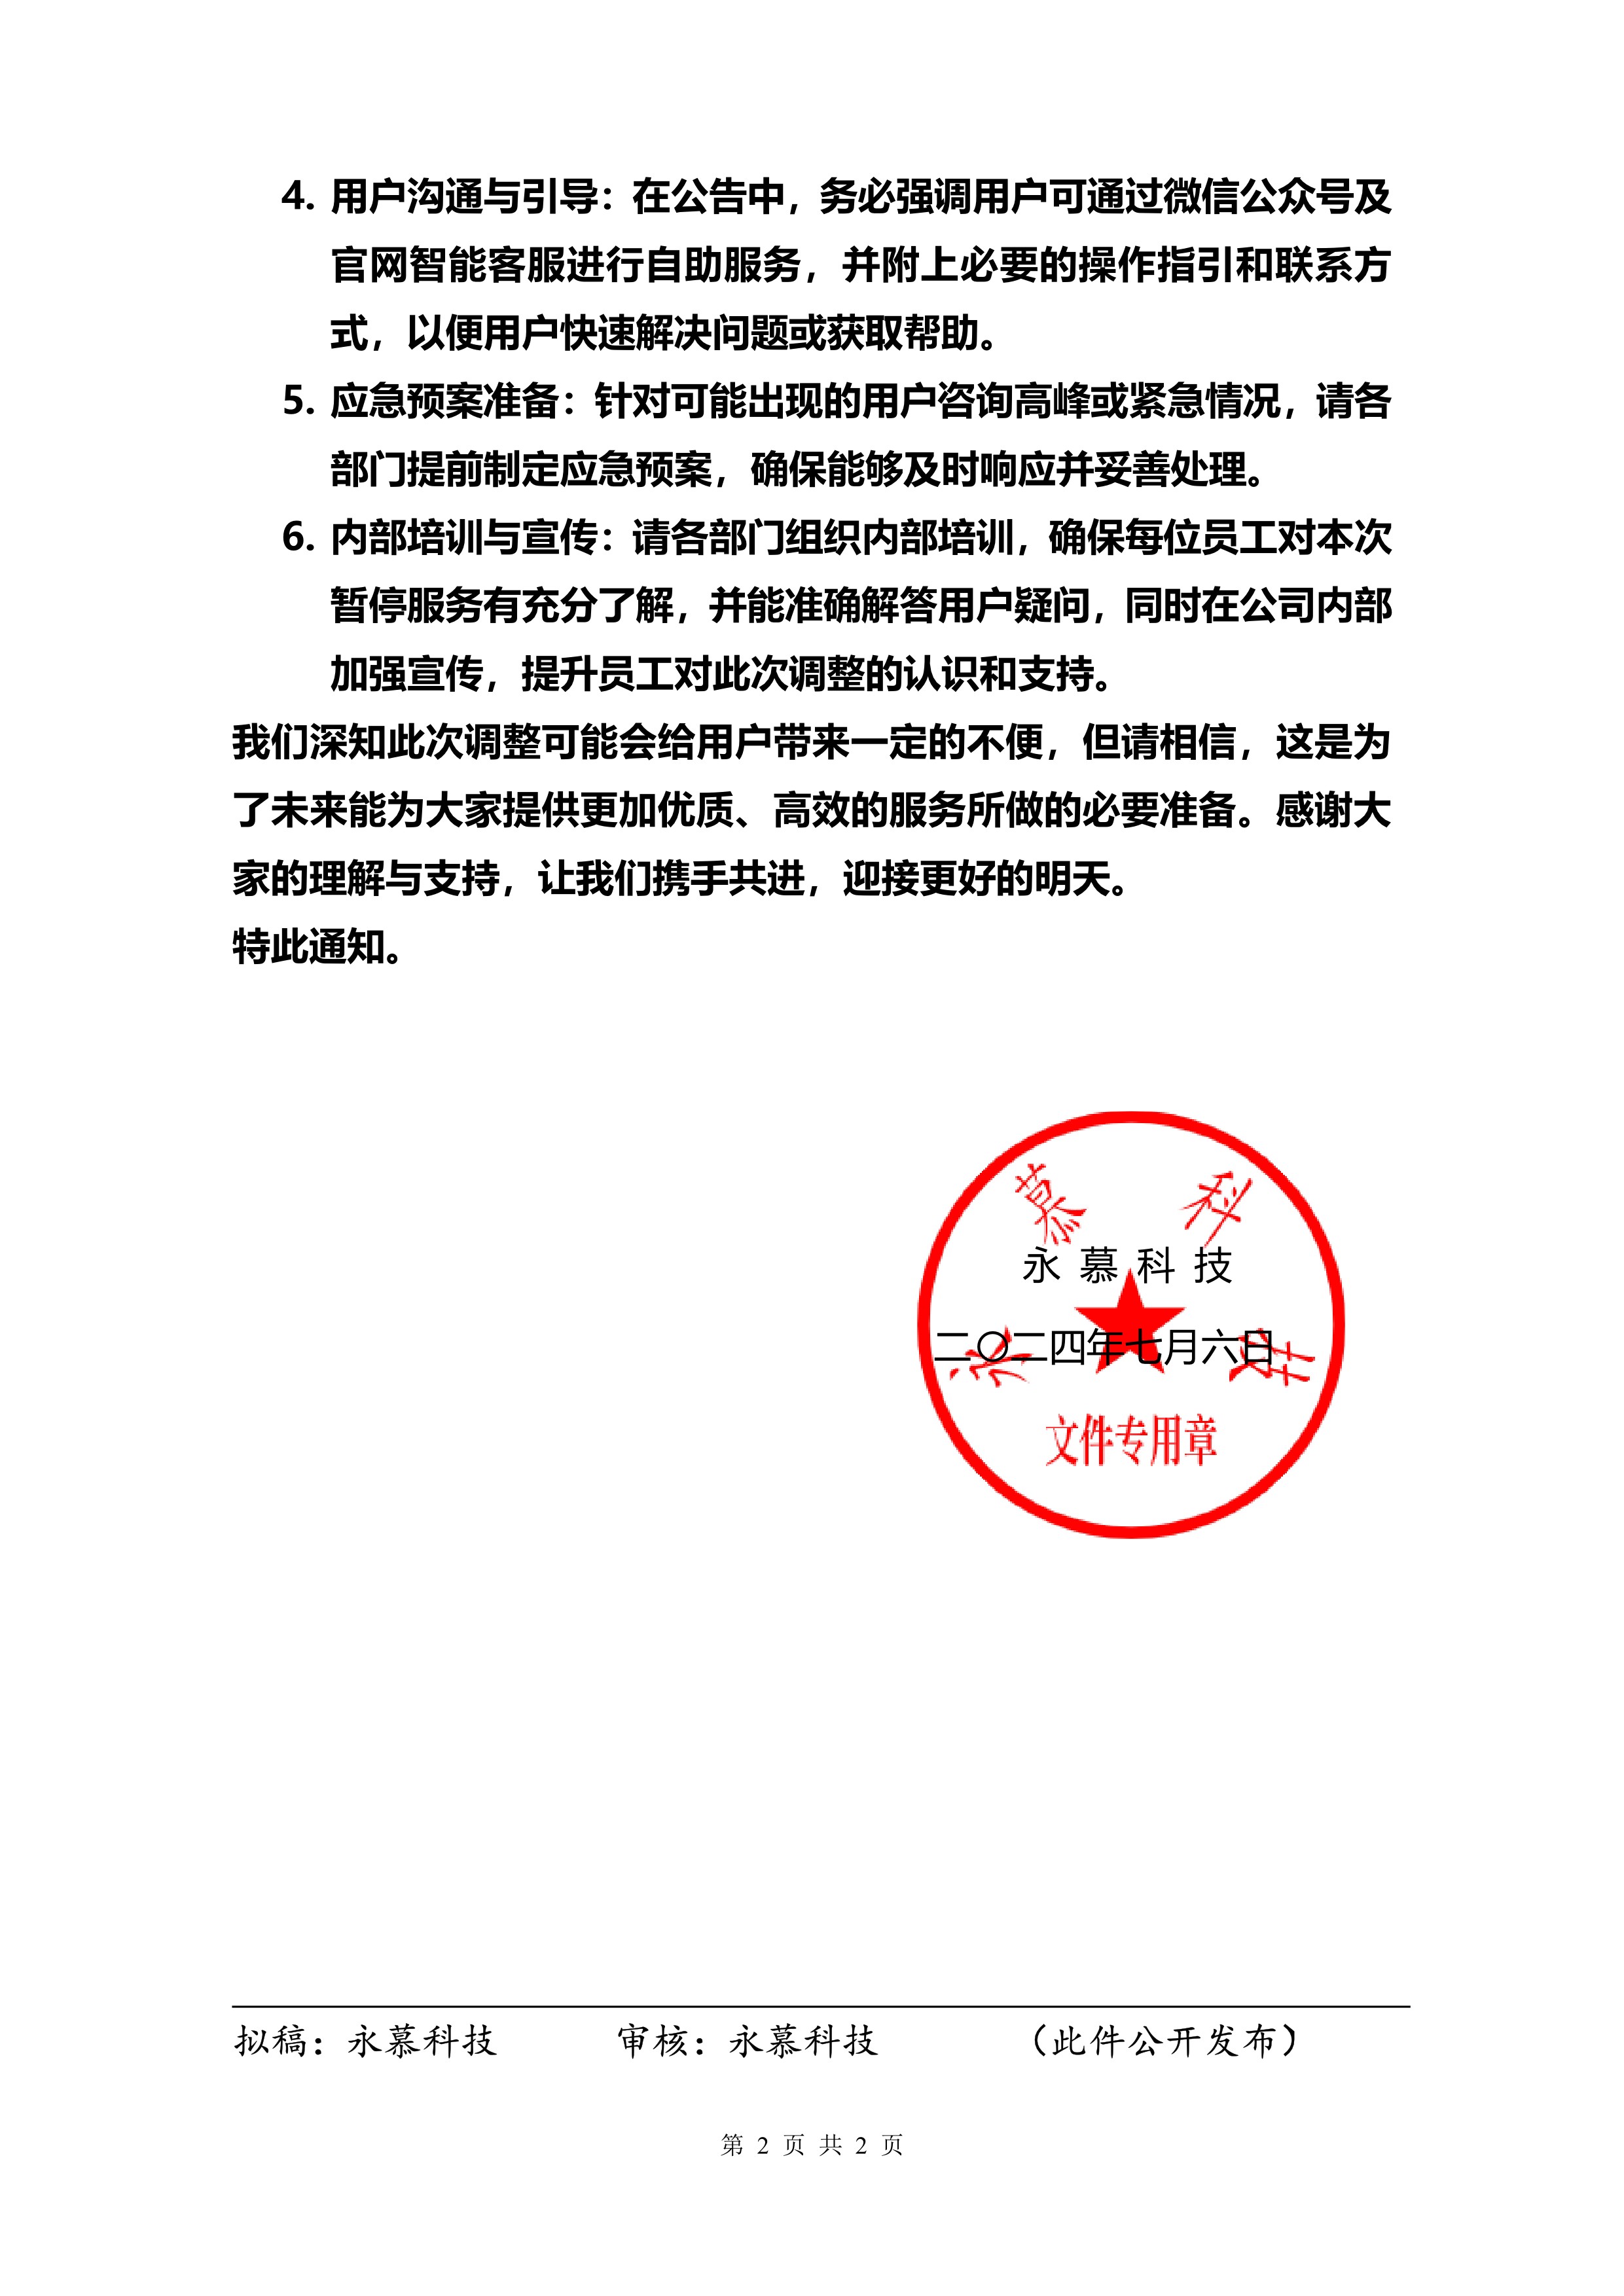 4. 用户沟通与引导：在公告中，务必强调用户可通过微信公众号及
官网智能客服进行自助服务，并附上必要的操作指引和联系方
式，以便用户快速解决问题或获取帮助。
5. 应急预案准备：针对可能出现的用户咨询高峰或紧急情况，请各
部门提前制定应急预案，确保能够及时响应并妥善处理。
6. 内部培训与宣传：请各部门组织内部培训，确保每位员工对本次
暂停服务有充分了解，并能准确解答用户疑问，同时在公司内部
加强宣传，提升员工对此次调整的认识和支持。
我们深知此次调整可能会给用户带来一定的不便，但请相信，这是为
了未来能为大家提供更加优质、高效的服务所做的必要准备。感谢大
家的理解与支持，让我们携手共进，迎接更好的明天。
特此通知。
永慕科技
永 慕 科 技
二〇二四年七月六日
文件专用章
拟稿：永慕科技 审核：永慕科技 （此件公开发布）
第 2 页 共 2 页